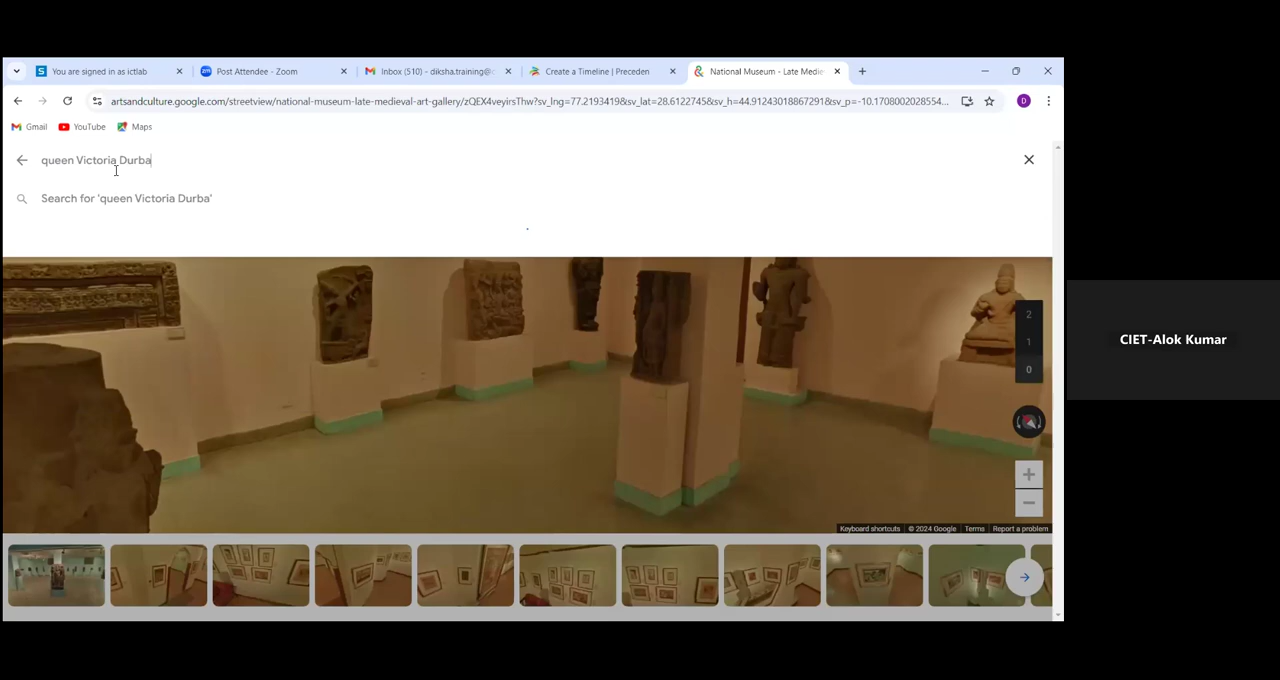 You are signed in as ictlab
Post Attendee - Zoom
Inbox (510) - diksha.training@c
Create a Timeline | Preceden
National Museum - Late Medie
artsandculture.google.com/streetview/national-museum-late-medieval-art-gallery/zQEX4veyirsThw?sv_lng=77.2193419&sv_lat=28.6122745&sv_h=44.91243018867291&sv_p=-10.1708002028554...
D
Gmail
YouTube
Maps
queen Victoria Durba
Search for 'queen Victoria Durba'
2
1
0
CIET-Alok Kumar
Keyboard shortcuts
© 2024 Google
Terms
Report a problem